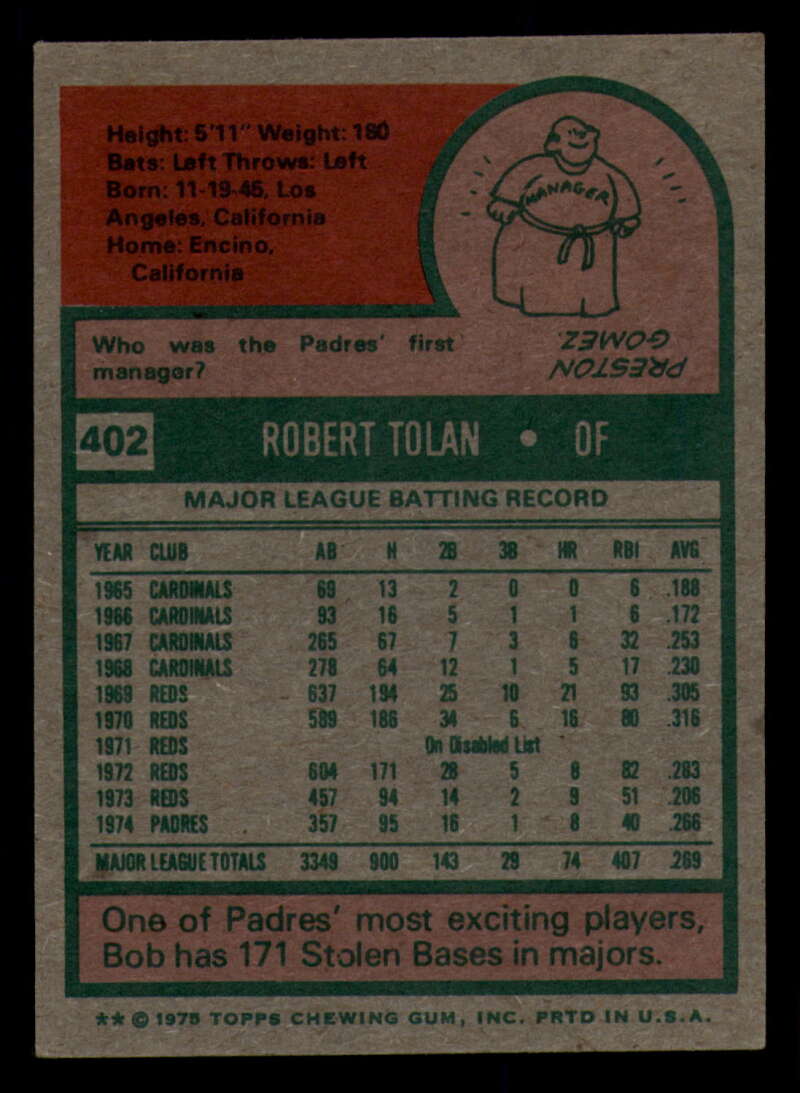 Height: 5'11" Weight: 180
Bats: Left Throws: Left
Born: 11-19-45, Los
Angeles, California
Home: Encino,
California
MANAGER
PRESTON
GOMEZ.
Who was the Padres' first
manager?
402 ROBERT TOLAN • OF
MAJOR LEAGUE BATTING RECORD
YEAR CLUB AB H 2B 3B HR RBI AVG
1965 CARDINALS 69 13 2 0 0 6 .188
1966 CARDINALS 93 16 5 1 1 6 .172
1967 CARDINALS 265 67 7 3 6 32 .253
1968 CARDINALS 278 64 12 1 5 17 .230
1969 REDS 637 194 25 10 21 93 .305
1970 REDS 589 186 34 6 16 80 .316
1971 REDS On Disabled List
1972 REDS 604 171 28 5 8 82 .283
1973 REDS 457 94 14 2 9 51 .206
1974 PADRES 357 95 16 1 8 40 .266
MAJOR LEAGUE TOTALS 3349 900 143 29 74 407 .269
One of Padres' most exciting players,
Bob has 171 Stolen Bases in majors.
** © 1975 TOPPS CHEWING GUM, INC. PRTD IN U.S.A.